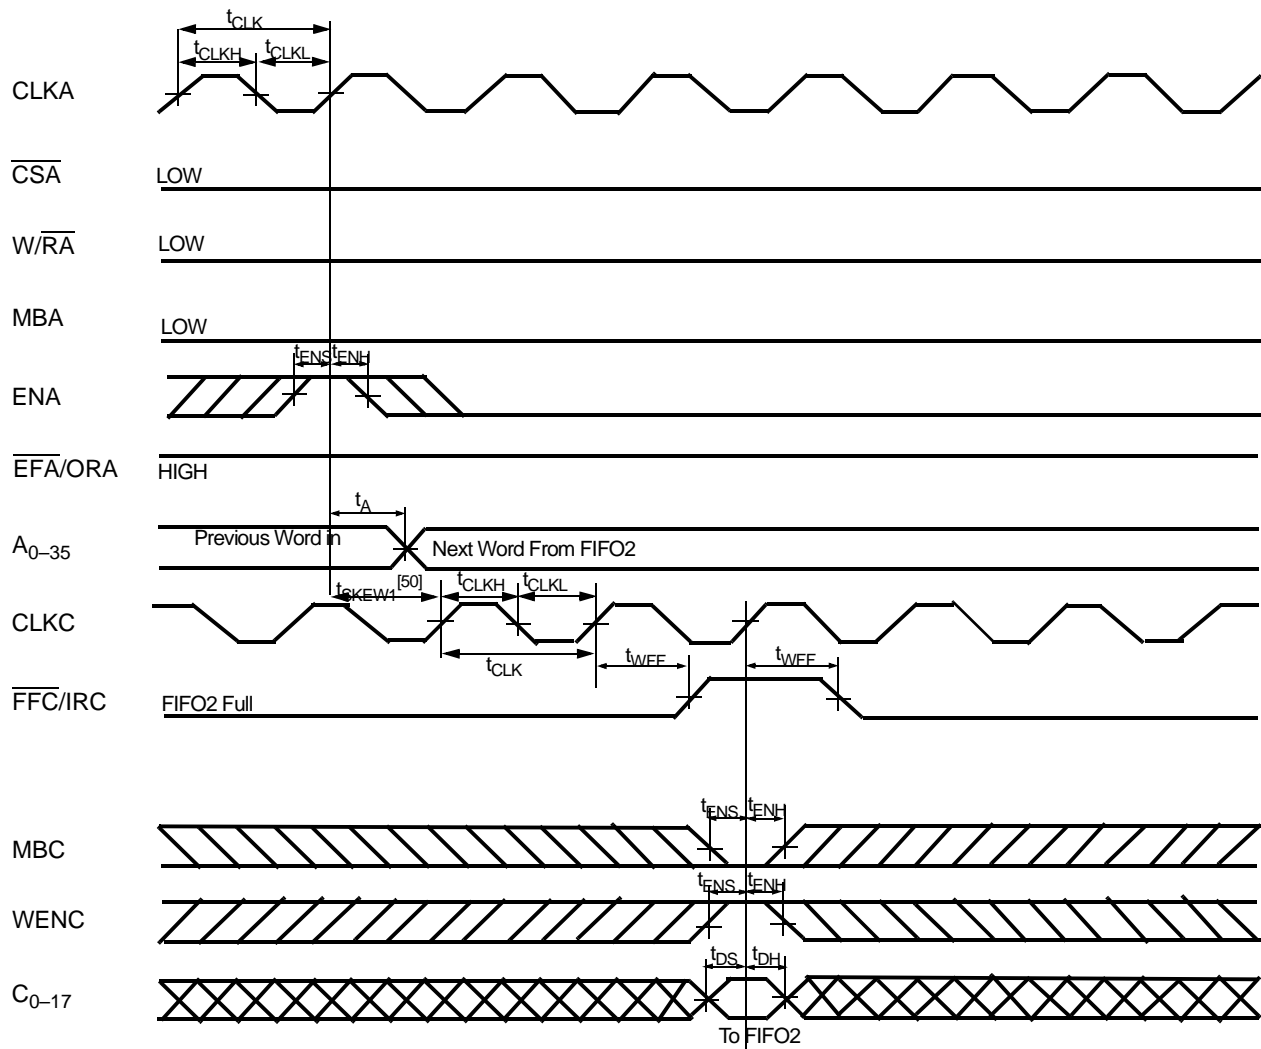 tCLK
tCLKH tCLKL
CLKA
CSA LOW
W/RA LOW
MBA LOW
tENS tENH
ENA
EFA/ORA HIGH
tA
A0–35 Previous Word in Next Word From FIFO2
tSKEW1[50] tCLKH tCLKL
CLKC
tCLK tWFF tWFF
FFC/IRC FIFO2 Full
tENS tENH
MBC
tENS tENH
WENC
tDS tDH
C0–17
To FIFO2